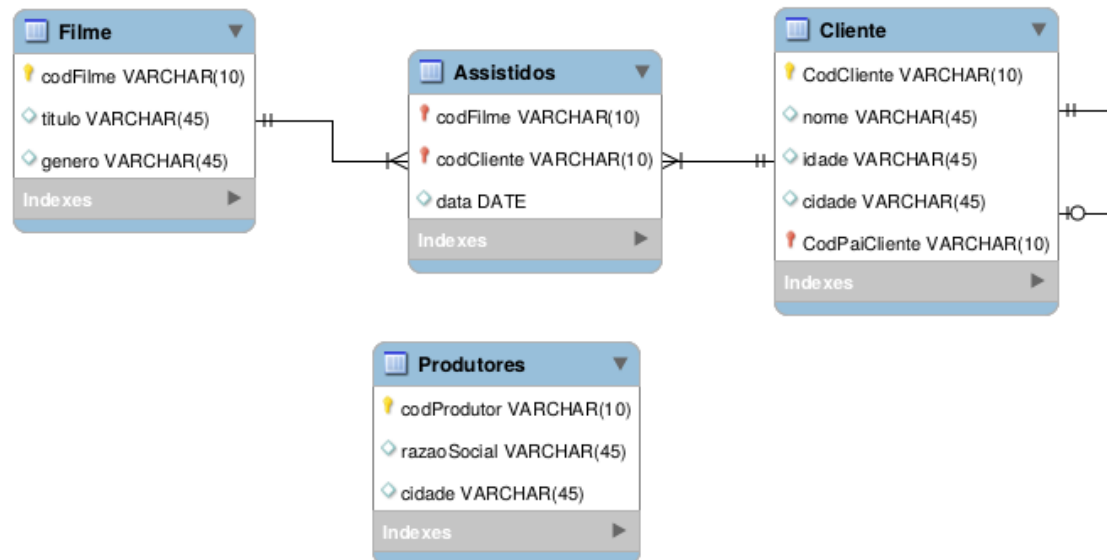 Filme
codFilme VARCHAR(10)
titulo VARCHAR(45)
genero VARCHAR(45)
Indexes
Assistidos
codFilme VARCHAR(10)
codCliente VARCHAR(10)
data DATE
Indexes
Cliente
CodCliente VARCHAR(10)
nome VARCHAR(45)
idade VARCHAR(45)
cidade VARCHAR(45)
CodPaiCliente VARCHAR(10)
Indexes
Produtores
codProdutor VARCHAR(10)
razaoSocial VARCHAR(45)
cidade VARCHAR(45)
Indexes